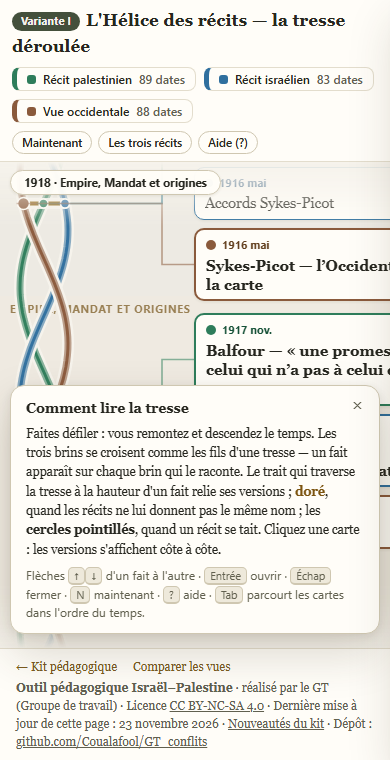 Variante I L'Hélice des récits — la tresse
déroulée
Récit palestinien 89 dates
Récit israélien 83 dates
Vue occidentale 88 dates
Maintenant
Les trois récits
Aide (?)
1918 · Empire, Mandat et origines
1916 mai
Accords Sykes-Picot
1916 mai
Sykes-Picot — l’Occident
la carte
MANDAT ET ORIGINES
1917 nov.
Balfour — « une promes
celui qui n’a pas à celui
Comment lire la tresse
×
Faites défiler : vous remontez et descendez le temps. Les
trois brins se croisent comme les fils d'une tresse — un fait
apparaît sur chaque brin qui le raconte. Le trait qui traverse
la tresse à la hauteur d'un fait relie ses versions ; doré,
quand les récits ne lui donnent pas le même nom ; les
cercles pointillés, quand un récit se tait. Cliquez une carte
: les versions s'affichent côte à côte.
Flèches ↑ ↓ d'un fait à l'autre · Entrée ouvrir · Échap
fermer · N maintenant · ? aide · Tab parcourt les cartes
dans l'ordre du temps.
← Kit pédagogique Comparer les vues
Outil pédagogique Israël–Palestine · réalisé par le GT
(Groupe de travail) · Licence CC BY-NC-SA 4.0 · Dernière mise à
jour de cette page : 23 novembre 2026 · Nouveautés du kit · Dépôt :
github.com/Coualafool/GT_conflits